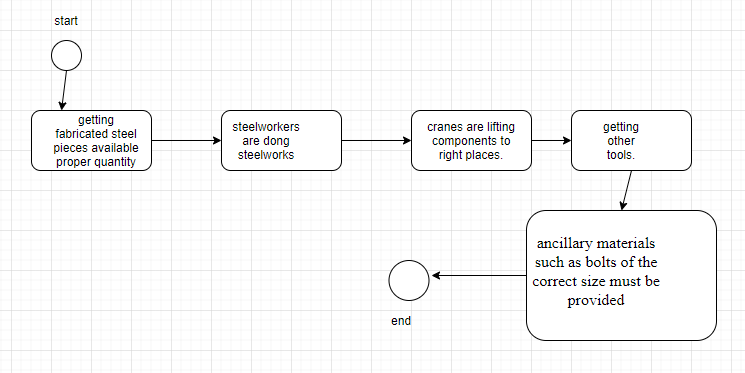 start
getting
fabricated steel
pieces available
proper quantity
steelworkers
are dong
steelworks
cranes are lifting
components to
right places.
getting
other
tools.
ancillary materials
such as bolts of the
correct size must be
provided
end